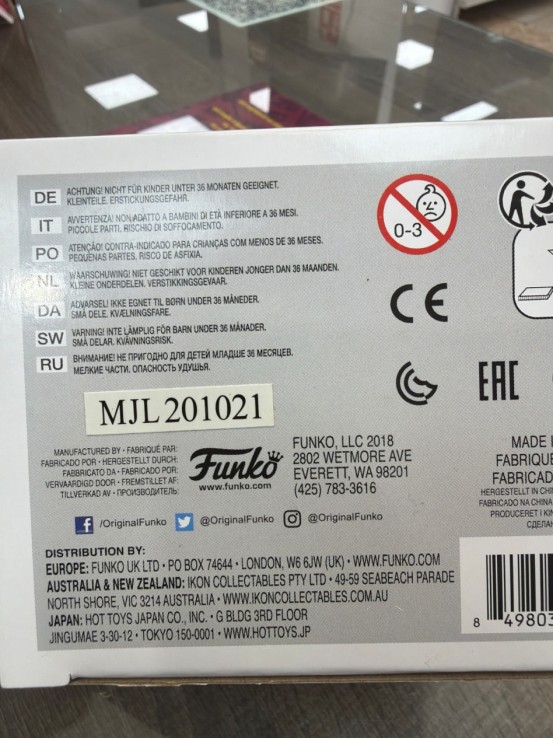 DE ACHTUNG! NICHT FÜR KINDER UNTER 36 MONATEN GEEIGNET.
KLEINTEILE. ERSTICKUNGSGEFAHR.
IT AVVERTENZA! NON ADATTO A BAMBINI DI ETÀ INFERIORE A 36 MESI.
PICCOLE PARTI. RISCHIO DI SOFFOCAMENTO.
PO ATENÇÃO! CONTRA-INDICADO PARA CRIANÇAS COM MENOS DE 36 MESES.
PEQUENAS PARTES, RISCO DE ASFIXIA.
NL WAARSCHUWING! NIET GESCHIKT VOOR KINDEREN JONGER DAN 36 MAANDEN.
KLEINE ONDERDELEN. VERSTIKKINGSGEVAAR.
DA ADVARSEL! IKKE EGNET TIL BØRN UNDER 36 MÅNEDER.
SMÅ DELE. KVÆLNINGSFARE.
SW VARNING! INTE LÄMPLIG FÖR BARN UNDER 36 MÅNADER.
SMÅ DELAR. KVÄVNINGSRISK.
RU ВНИМАНИЕ! НЕ ПРИГОДНО ДЛЯ ДЕТЕЙ МЛАДШЕ 36 МЕСЯЦЕВ.
МЕЛКИЕ ЧАСТИ. ОПАСНОСТЬ УДУШЬЯ.
0-3
CE
EAC
MJL201021
MANUFACTURED BY • FABRIQUÉ PAR:
FABRICADO POR • HERGESTELLT DURCH:
FABBRICATO DA • FABRICADO POR:
VERVAARDIGD DOOR • FREMSTILLET AF:
TILLVERKAD AV • ПРОИЗВОДИТЕЛЬ:
Funko
www.funko.com
FUNKO, LLC 2018
2802 WETMORE AVE
EVERETT, WA 98201
(425) 783-3616
MADE
FABRIQU
FABRICAD
HERGESTELLT IN CHI
FABRICADO NA CHINA
PRODUCERET I KIN
СДЕЛАН
/OriginalFunko @OriginalFunko @OriginalFunko
DISTRIBUTION BY:
EUROPE: FUNKO UK LTD • PO BOX 74644 • LONDON, W6 6JW (UK) • WWW.FUNKO.COM
AUSTRALIA & NEW ZEALAND: IKON COLLECTABLES PTY LTD • 49-59 SEABEACH PARADE
NORTH SHORE, VIC 3214 AUSTRALIA • WWW.IKONCOLLECTABLES.COM.AU
JAPAN: HOT TOYS JAPAN CO., INC. • G BLDG 3RD FLOOR
JINGUMAE 3-30-12 • TOKYO 150-0001 • WWW.HOTTOYS.JP
8 49803